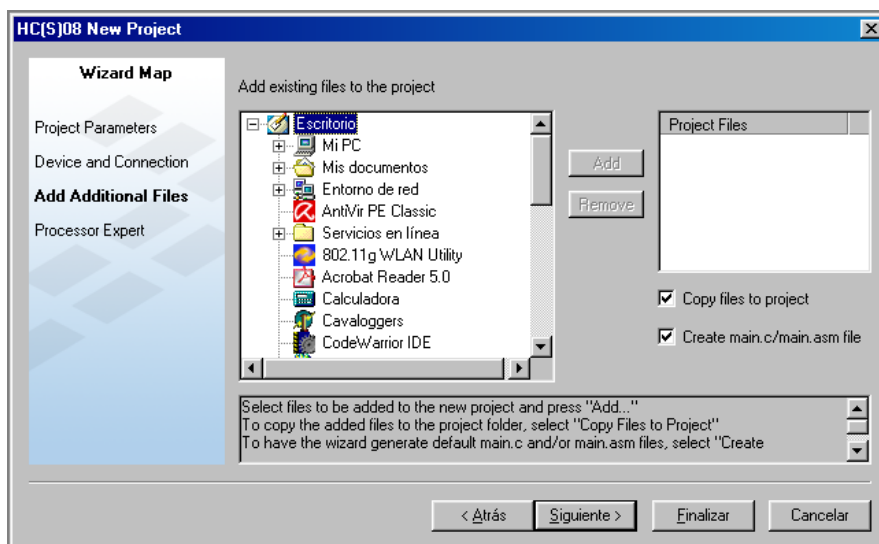 HC(S)08 New Project
Wizard Map
Project Parameters
Device and Connection
Add Additional Files
Processor Expert
Add existing files to the project
Escritorio
Mi PC
Mis documentos
Entorno de red
AntiVir PE Classic
Servicios en línea
802.11g WLAN Utility
Acrobat Reader 5.0
Calculadora
Cavaloggers
CodeWarrior IDE
Add
Remove
Project Files
Copy files to project
Create main.c/main.asm file
Select files to be added to the new project and press "Add..."
To copy the added files to the project folder, select "Copy Files to Project"
To have the wizard generate default main.c and/or main.asm files, select "Create
< Atrás
Siguiente >
Finalizar
Cancelar